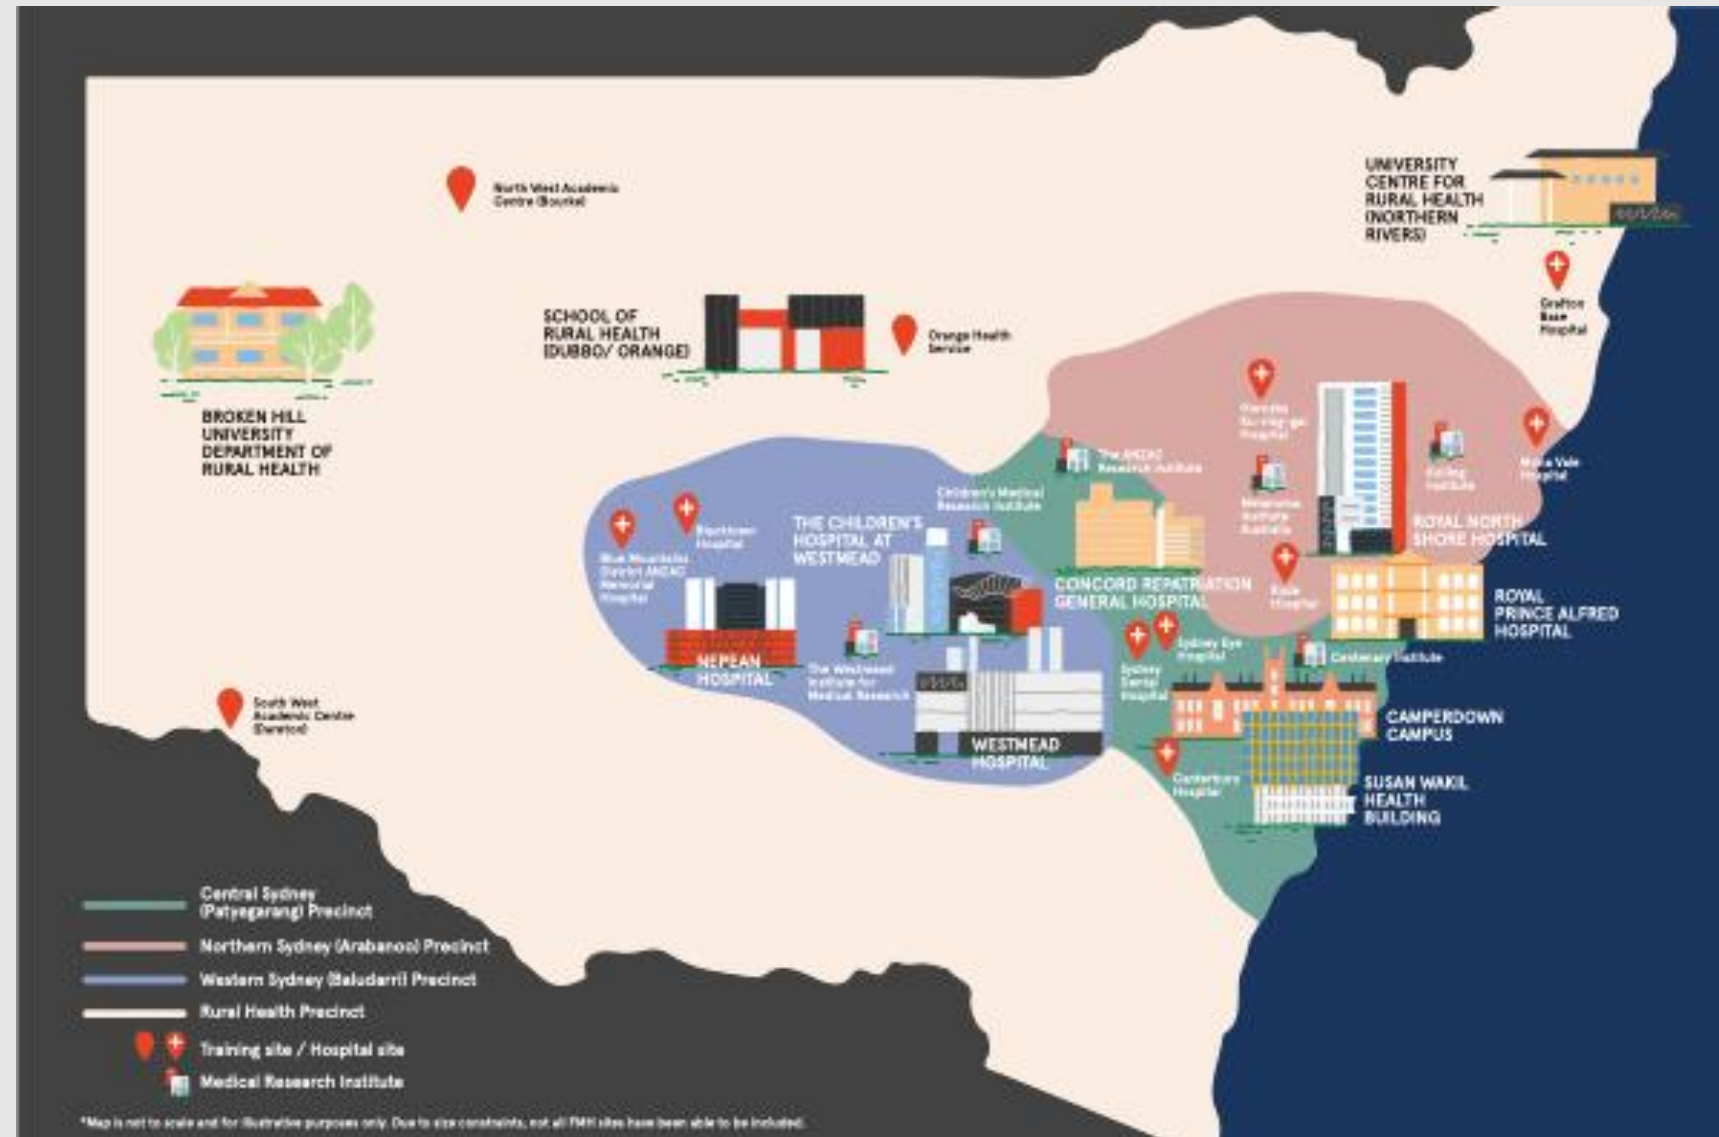 UNIVERSITY
CENTRE FOR
RURAL HEALTH
(NORTHERN
RIVERS)
North West Academic
Centre (Bourke)
Grafton
Base
Hospital
SCHOOL OF
RURAL HEALTH
(DUBBO/ ORANGE)
Orange Health
Service
BROKEN HILL
UNIVERSITY
DEPARTMENT OF
RURAL HEALTH
Hornsby
Ku-ring-gai
Hospital
The ANZAC
Research Institute
Kolling
Institute
Mona Vale
Hospital
Melanoma
Institute
Australia
ROYAL NORTH
SHORE HOSPITAL
Children's Medical
Research Institute
THE CHILDREN'S
HOSPITAL AT
WESTMEAD
Blacktown
Hospital
Blue Mountains
District ANZAC
Memorial
Hospital
CONCORD REPATRIATION
GENERAL HOSPITAL
Ryde
Hospital
ROYAL
PRINCE ALFRED
HOSPITAL
Sydney Eye
Hospital
Sydney
Dental
Hospital
Centenary Institute
NEPEAN
HOSPITAL
The Westmead
Institute for
Medical Research
WESTMEAD
HOSPITAL
CAMPERDOWN
CAMPUS
Canterbury
Hospital
SUSAN WAKIL
HEALTH
BUILDING
South West
Academic Centre
(Dareton)
Central Sydney
(Patyegarang) Precinct
Northern Sydney (Arabanoo) Precinct
Western Sydney (Baludarri) Precinct
Rural Health Precinct
Training site / Hospital site
Medical Research Institute
*Map is not to scale and for illustrative purposes only. Due to size constraints, not all FMH sites have been able to be included.